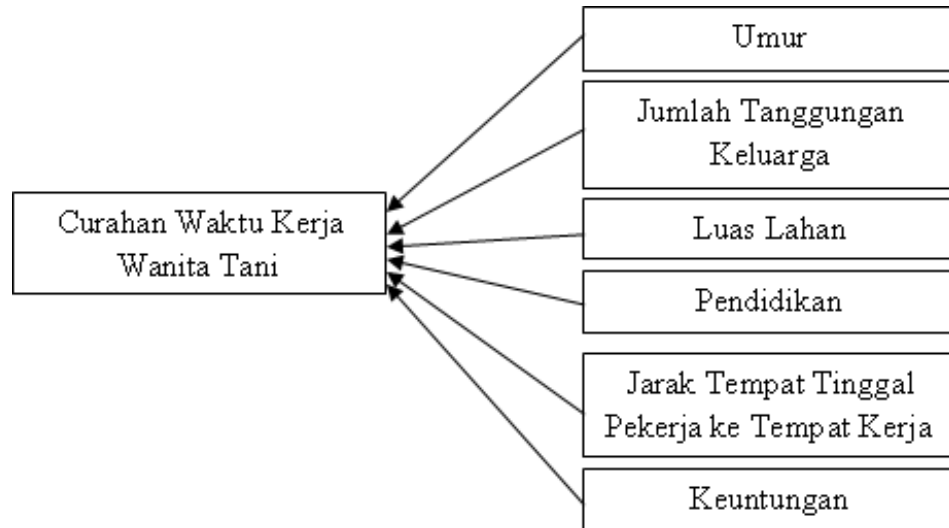 Umur
Jumlah Tanggungan
Keluarga
Curahan Waktu Kerja
Wanita Tani
Luas Lahan
Pendidikan
Jarak Tempat Tinggal
Pekerja ke Tempat Kerja
Keuntungan